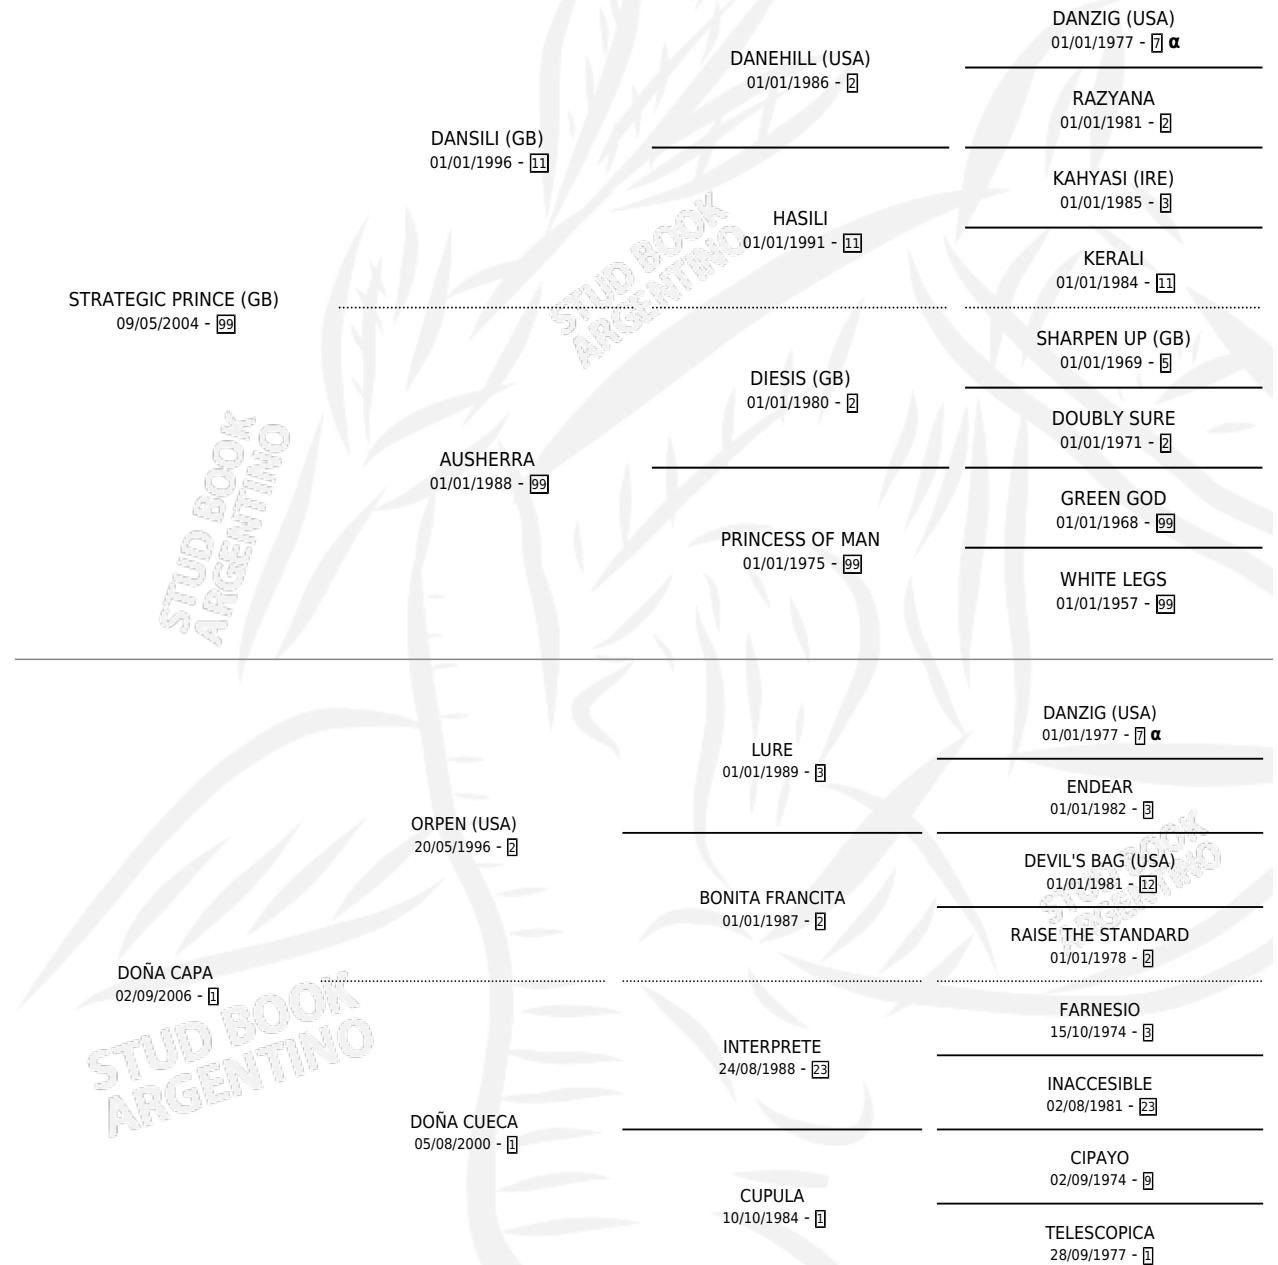 DANZIG (USA)
01/01/1977 - 7 α
DANEHILL (USA)
01/01/1986 - 2
RAZYANA
01/01/1981 - 2
DANSILI (GB)
01/01/1996 - 11
KAHYASI (IRE)
01/01/1985 - 3
HASILI
01/01/1991 - 11
KERALI
01/01/1984 - 11
STRATEGIC PRINCE (GB)
09/05/2004 - 99
SHARPEN UP (GB)
01/01/1969 - 5
DIESIS (GB)
01/01/1980 - 2
DOUBLY SURE
01/01/1971 - 2
AUSHERRA
01/01/1988 - 99
GREEN GOD
01/01/1968 - 99
PRINCESS OF MAN
01/01/1975 - 99
WHITE LEGS
01/01/1957 - 99
STUD BOOK
ARGENTINO
STUD BOOK
ARGENTINO
DANZIG (USA)
01/01/1977 - 7 α
LURE
01/01/1989 - 3
ENDEAR
01/01/1982 - 3
ORPEN (USA)
20/05/1996 - 2
DEVIL'S BAG (USA)
01/01/1981 - 12
BONITA FRANCITA
01/01/1987 - 2
RAISE THE STANDARD
01/01/1978 - 2
DOÑA CAPA
02/09/2006 - 1
FARNESIO
15/10/1974 - 3
INTERPRETE
24/08/1988 - 23
INACCESIBLE
02/08/1981 - 23
DOÑA CUECA
05/08/2000 - 1
CIPAYO
02/09/1974 - 9
CUPULA
10/10/1984 - 1
TELESCOPICA
28/09/1977 - 1
STUD BOOK
ARGENTINO
STUD BOOK
ARGENTINO